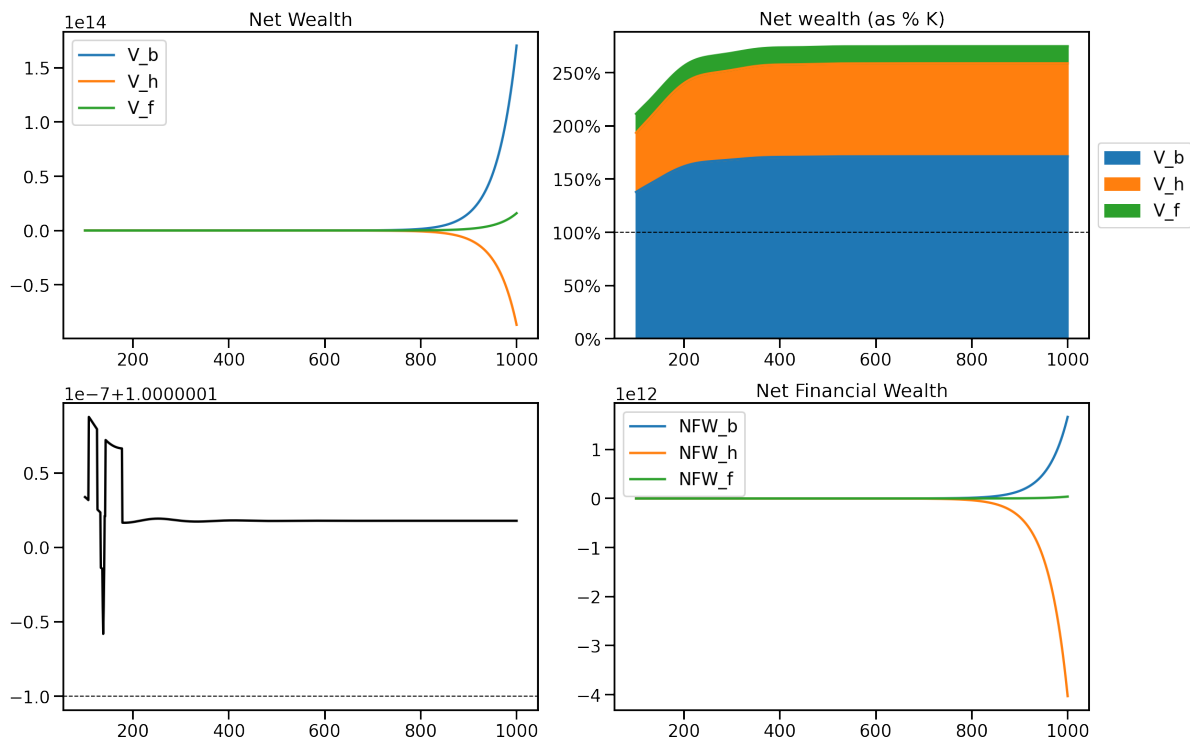 1e14
Net Wealth
V_b
V_h
V_f
1.5
1.0
0.5
0.0
−0.5
200 400 600 800 1000
Net wealth (as % K)
250%
200%
150%
100%
50%
0%
200 400 600 800 1000
V_b
V_h
V_f
1e−7+1.0000001
0.5
0.0
−0.5
−1.0
200 400 600 800 1000
1e12
Net Financial Wealth
NFW_b
NFW_h
NFW_f
1
0
−1
−2
−3
−4
200 400 600 800 1000